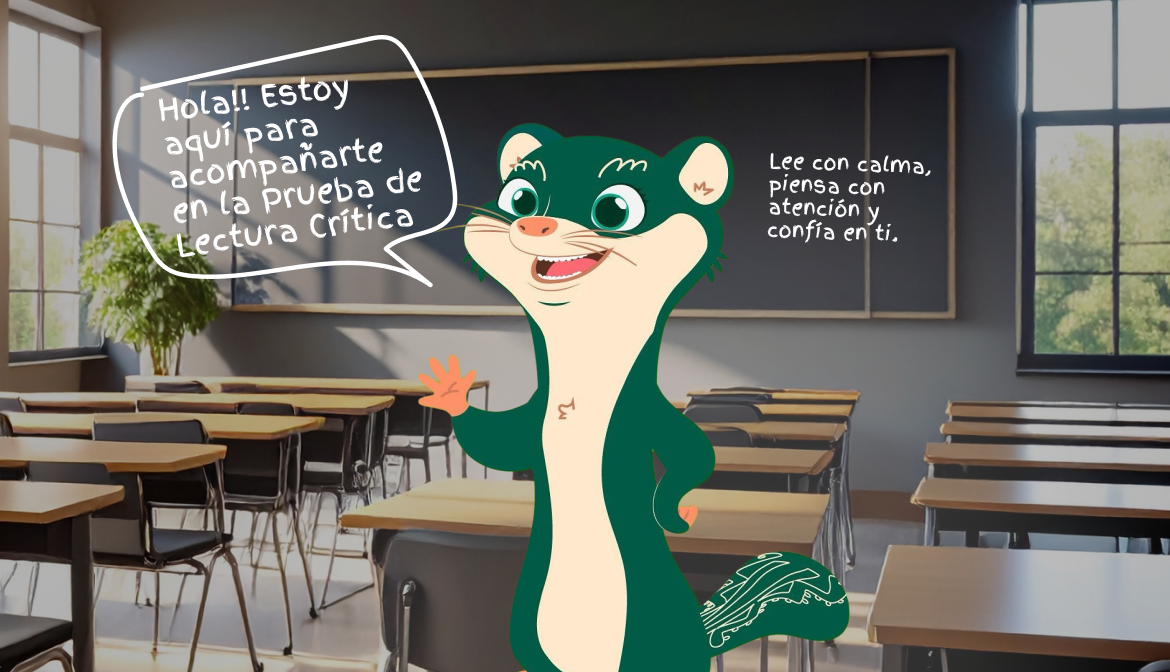 Hola!! Estoy
aquí para
acompañarte
en la Prueba de
Lectura Crítica
Lee con calma,
piensa con
atención y
confía en ti.